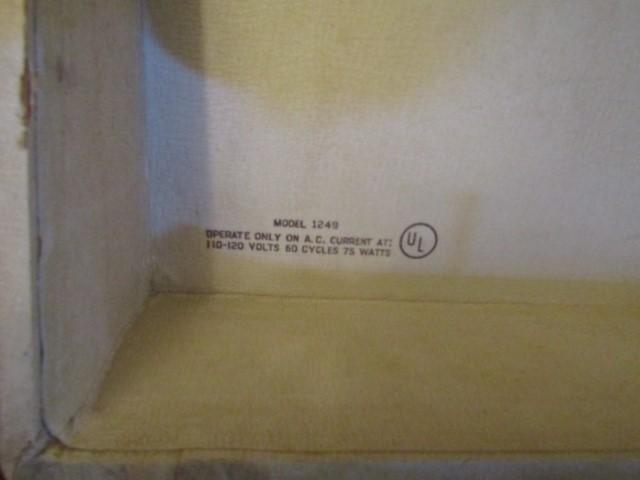 MODEL 1249
OPERATE ONLY ON A.C. CURRENT AT:
110-120 VOLTS 60 CYCLES 75 WATTS
UL